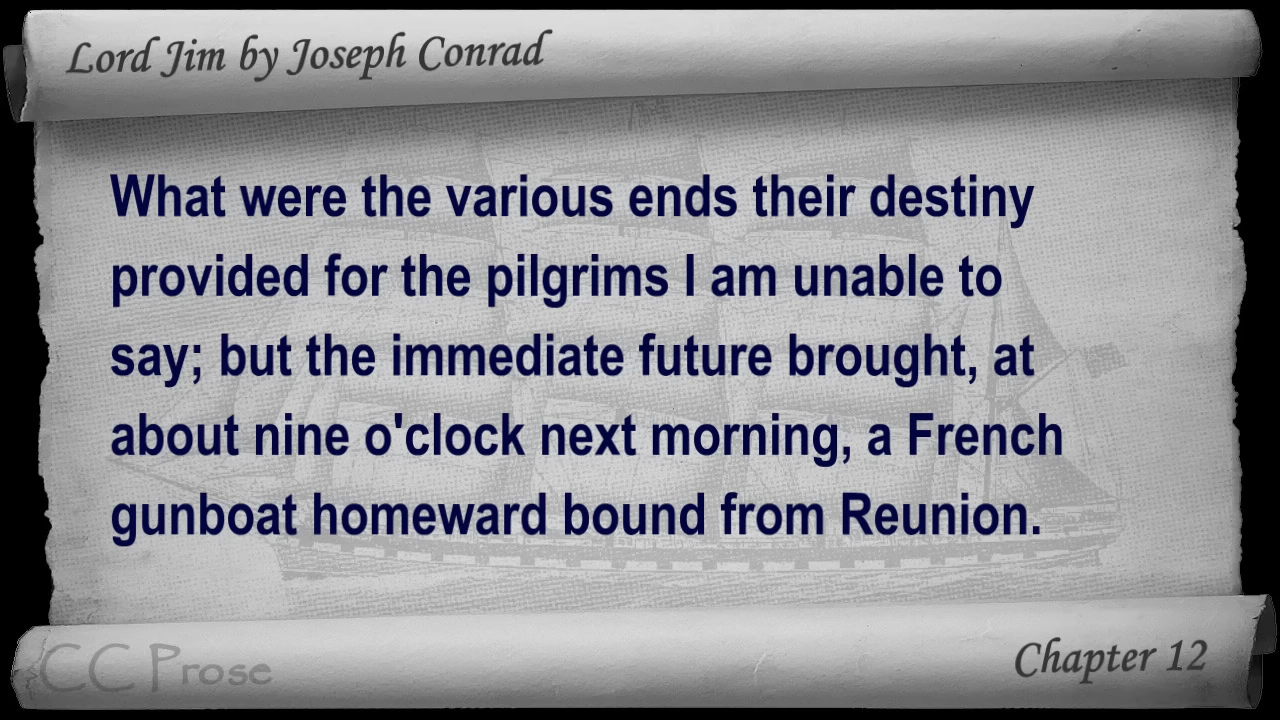 Lord Jim by Joseph Conrad
What were the various ends their destiny
provided for the pilgrims I am unable to
say; but the immediate future brought, at
about nine o'clock next morning, a French
gunboat homeward bound from Reunion.
CC Prose
Chapter 12